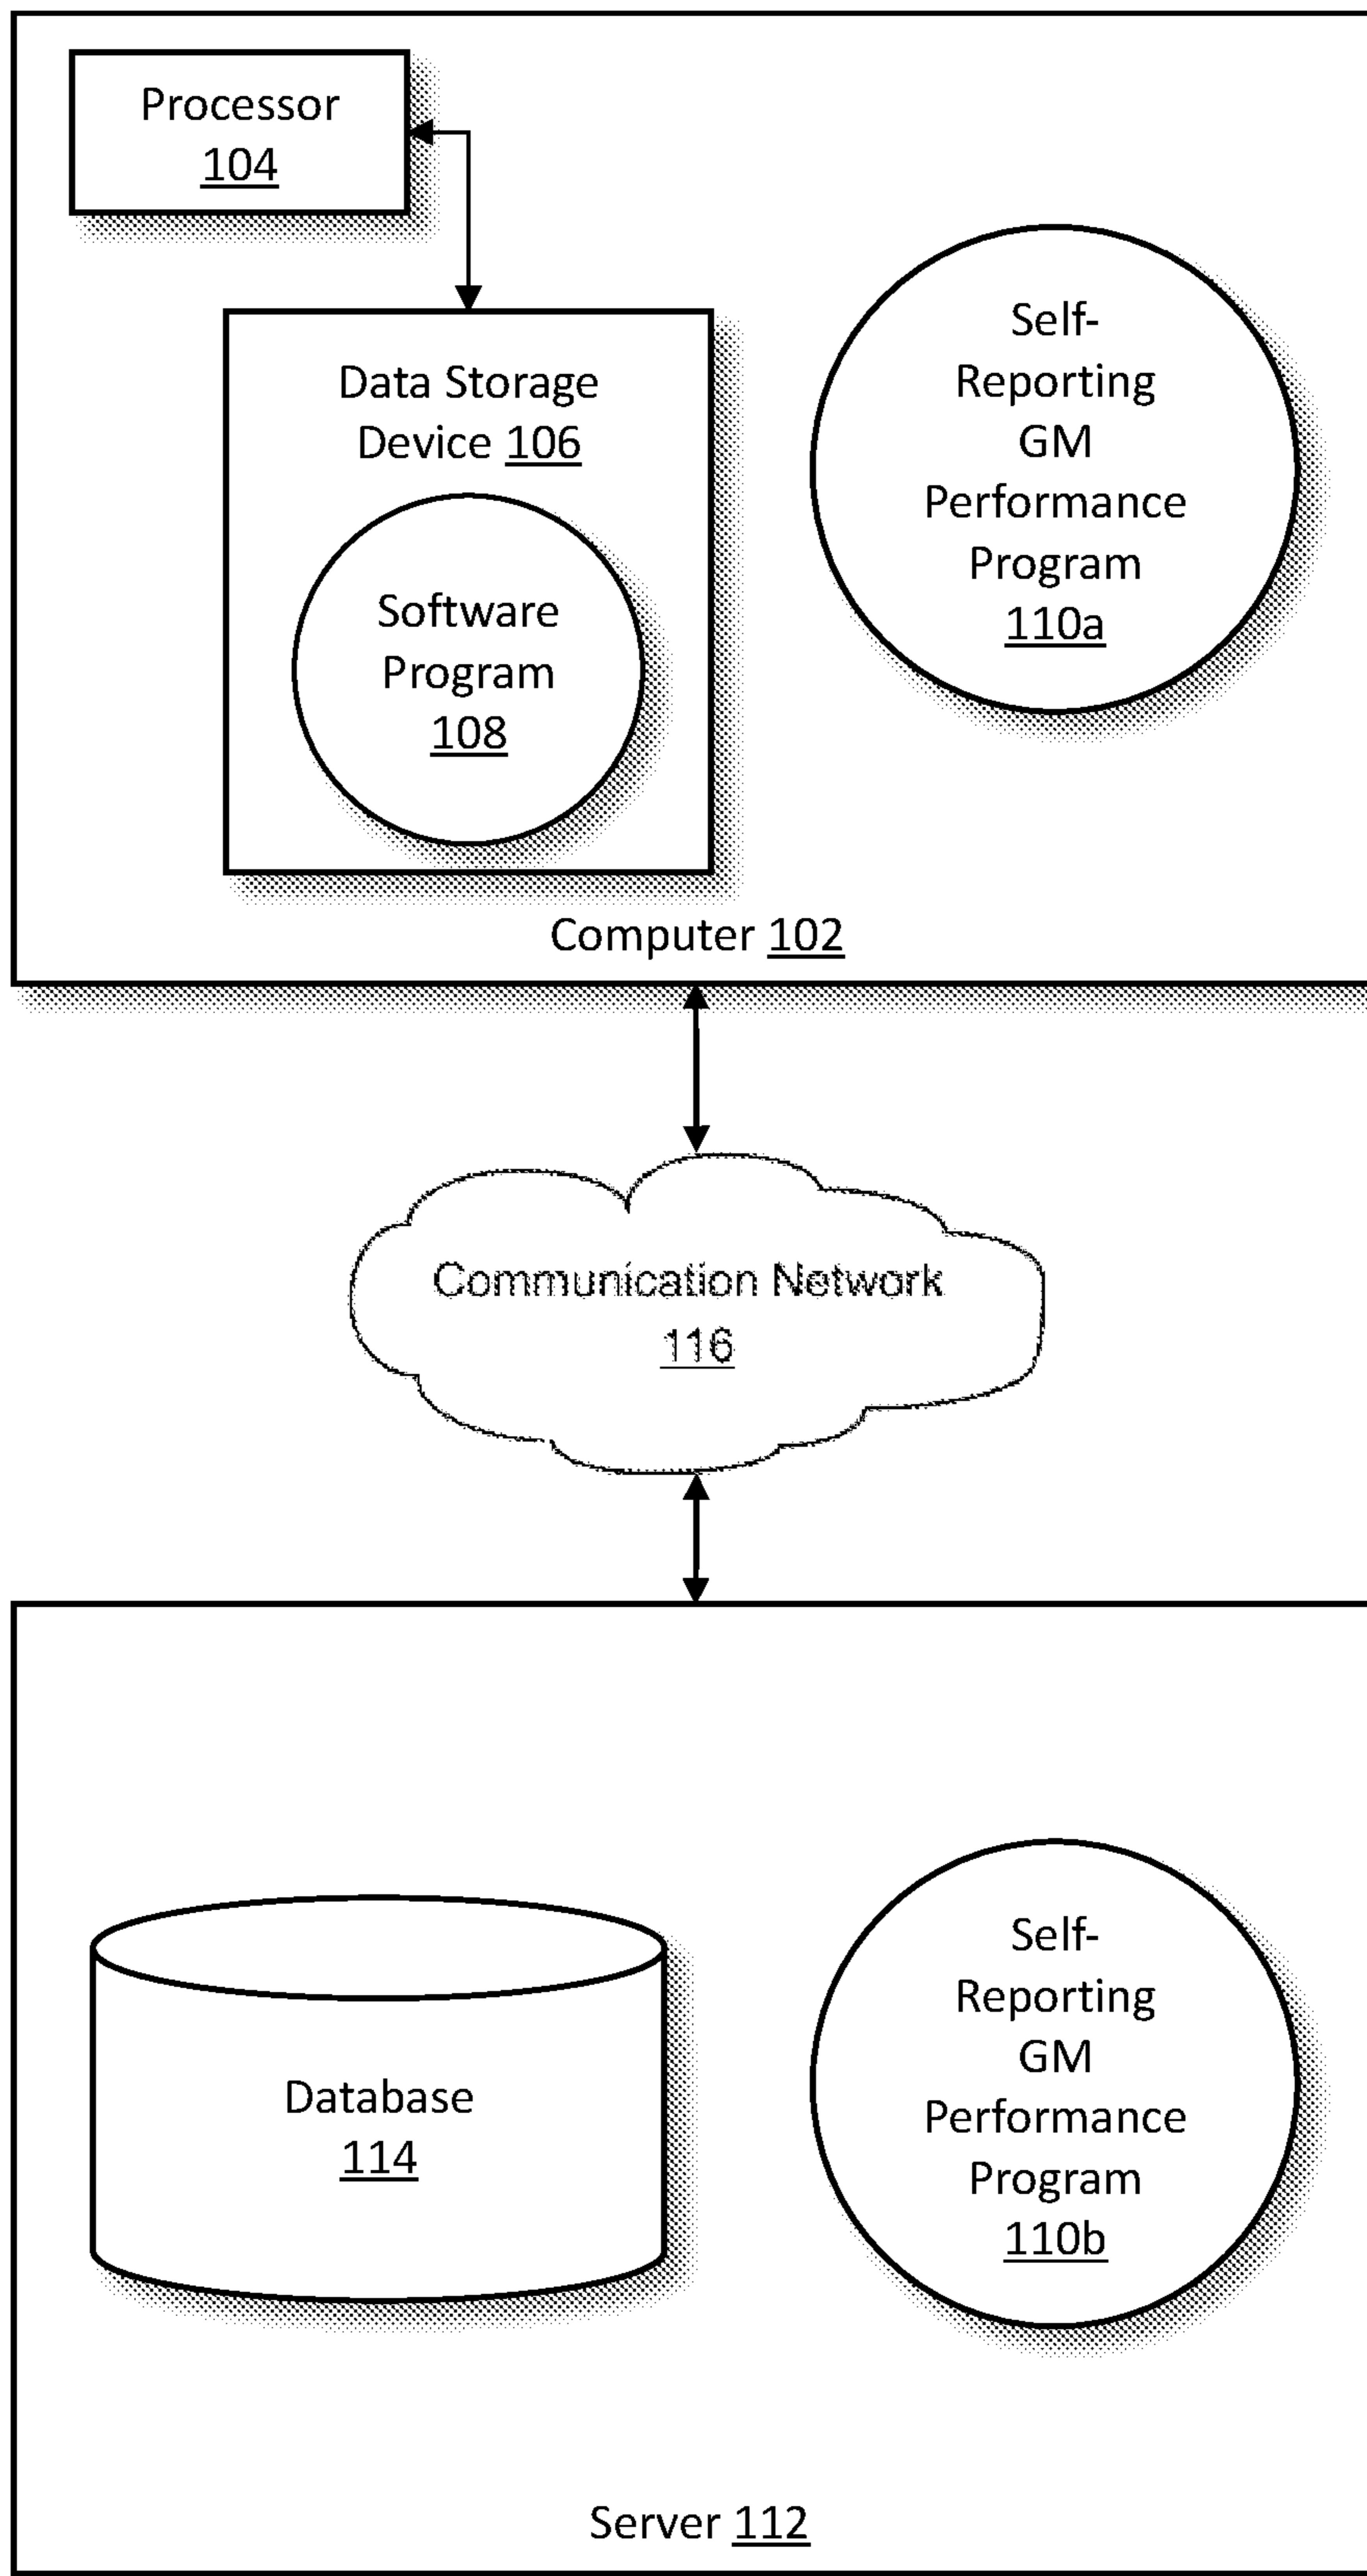 Processor
104
Data Storage
Device 106
Software
Program
108
Self-
Reporting
GM
Performance
Program
110a
Computer 102
Communication Network
116
Database
114
Self-
Reporting
GM
Performance
Program
110b
Server 112